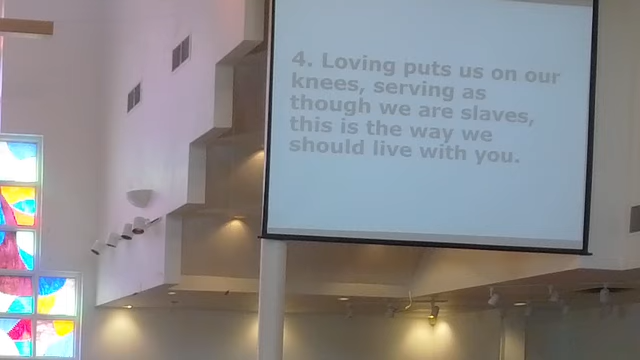 4. Loving puts us on our
knees, serving as
though we are slaves,
this is the way we
should live with you.